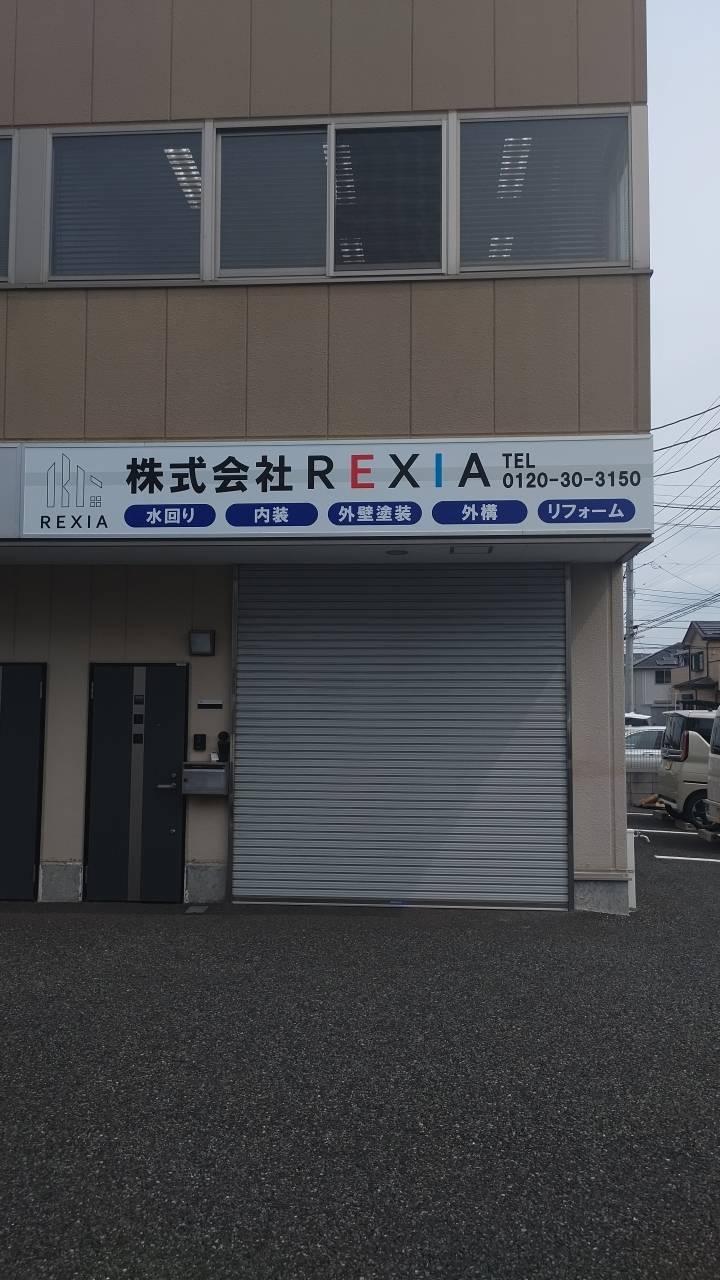 株式会社REXIA
TEL
0120-30-3150
REXIA
水回り 内装 外壁塗装 外構 リフォーム